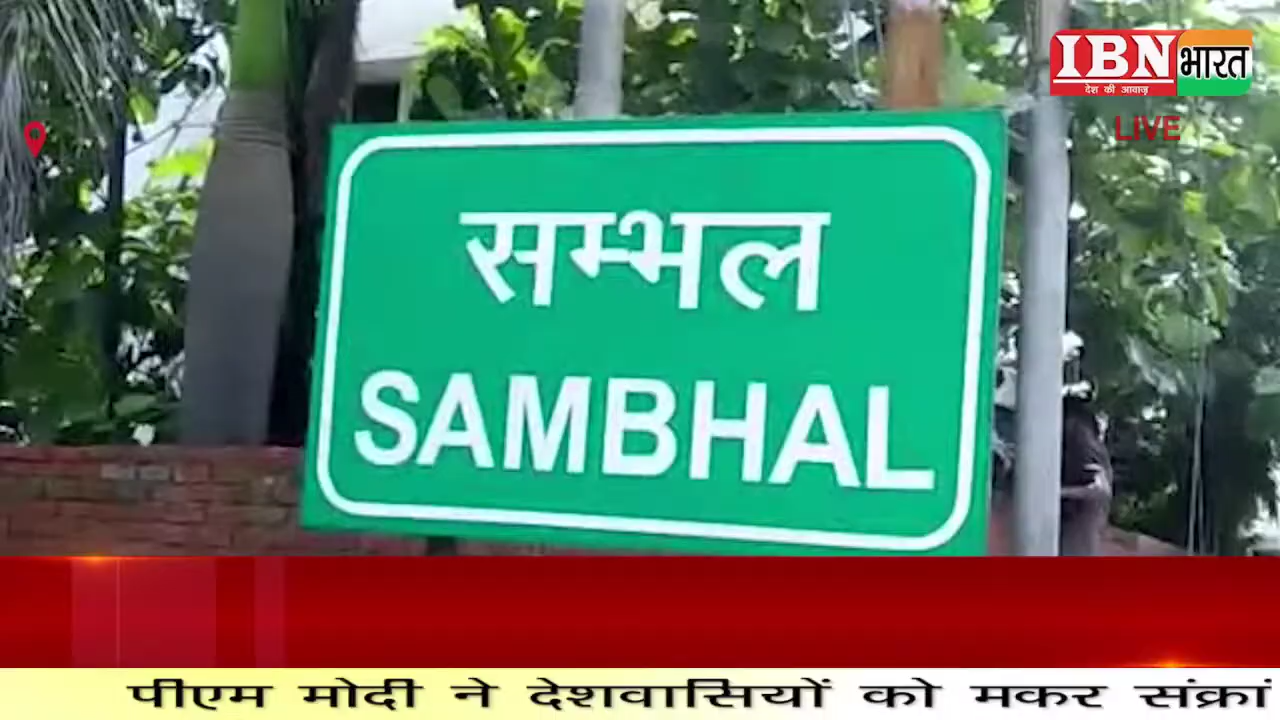 IBN भारत
देश की आवाज़
LIVE
सम्भल
SAMBHAL
पीएम मोदी ने देशवासियों को मकर संक्रां